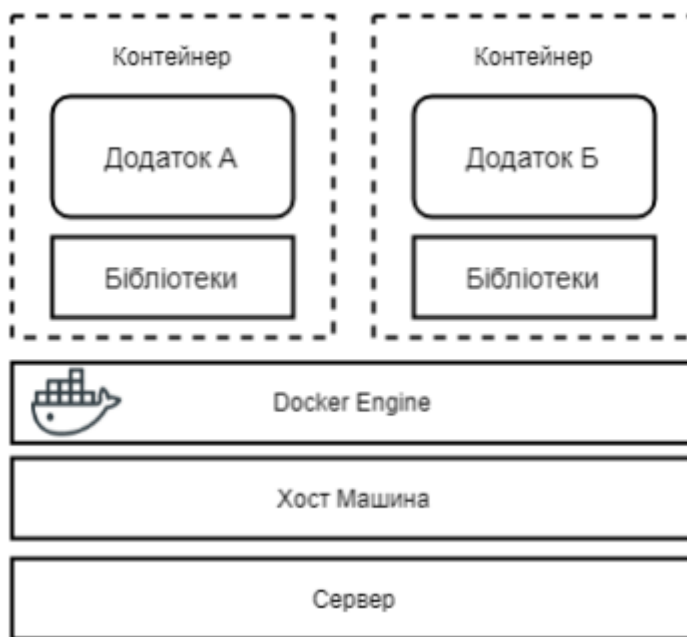 Контейнер
Контейнер
Додаток А
Додаток Б
Бібліотеки
Бібліотеки
Docker Engine
Хост Машина
Сервер